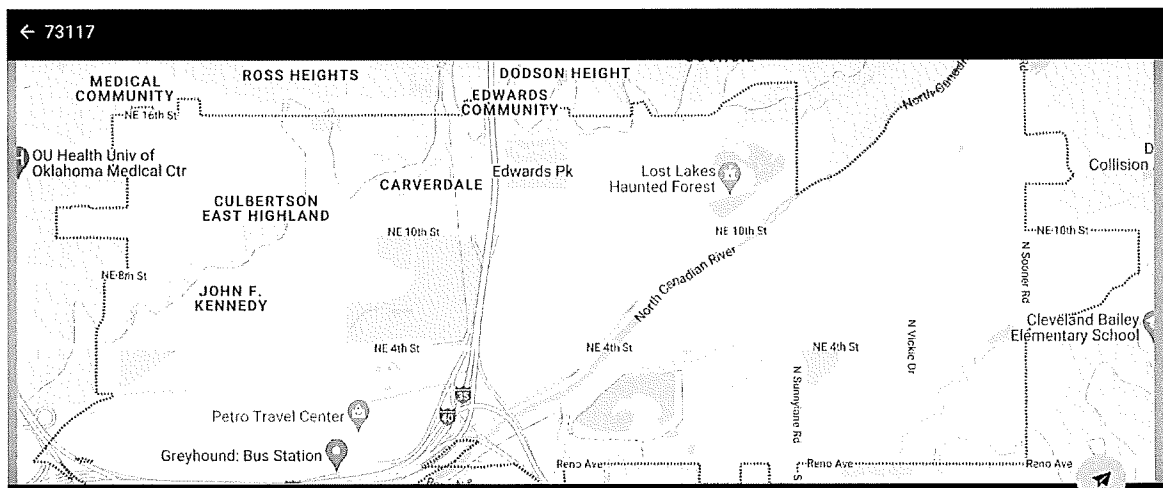 ← 73117
ROSS HEIGHTS
DODSON HEIGHT
MEDICAL
COMMUNITY
EDWARDS
COMMUNITY
NE 16th St
Rd
OU Health Univ of
Oklahoma Medical Ctr
Edwards Pk
Lost Lakes
Haunted Forest
D
Collision
CARVERDALE
CULBERTSON
EAST HIGHLAND
NE 10th St
NE 10th St
NE 10th St
North Canadian River
N Sooner Rd
NE 8th St
JOHN F.
KENNEDY
Cleveland Bailey
Elementary School
N Vickie Dr
NE 4th St
NE 4th St
NE 4th St
35
40
N Sunnylane Rd
Petro Travel Center
Greyhound: Bus Station
Reno Ave
Reno Ave
Reno Ave
S